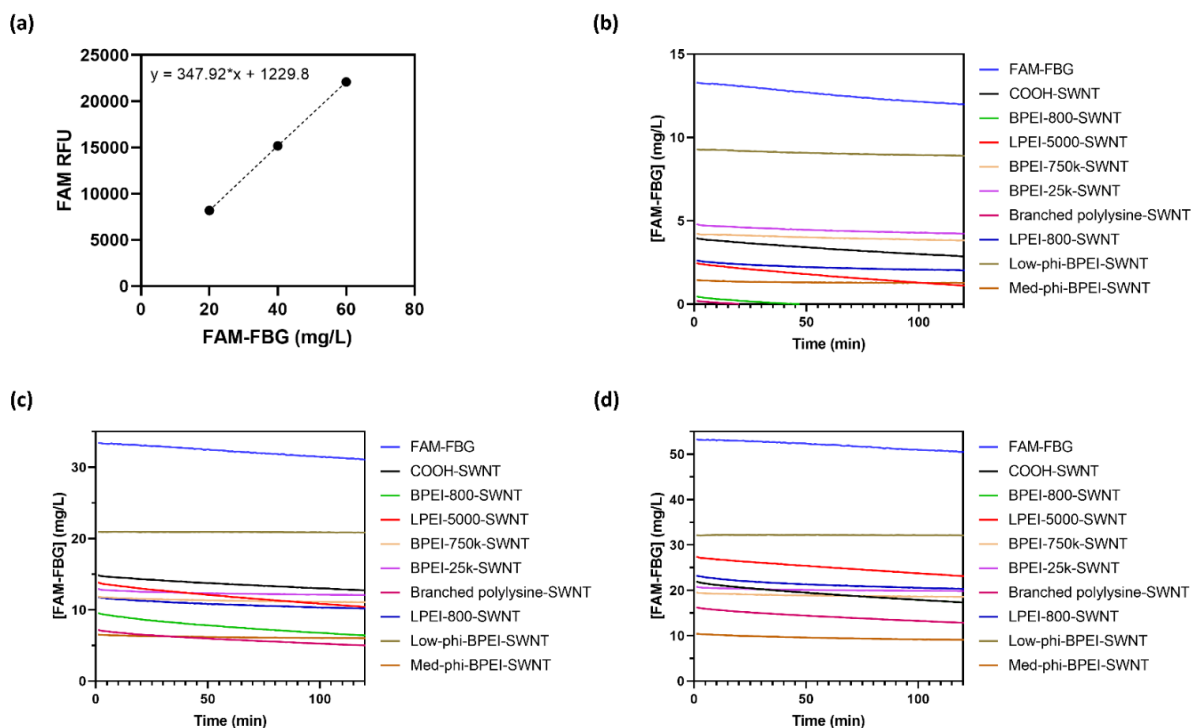 (a)
y = 347.92*x + 1229.8
25000
20000
15000
10000
5000
0
FAM RFU
0 20 40 60 80
FAM-FBG (mg/L)
(b)
15
10
5
0
[FAM-FBG] (mg/L)
0 50 100
Time (min)
FAM-FBG
COOH-SWNT
BPEI-800-SWNT
LPEI-5000-SWNT
BPEI-750k-SWNT
BPEI-25k-SWNT
Branched polylysine-SWNT
LPEI-800-SWNT
Low-phi-BPEI-SWNT
Med-phi-BPEI-SWNT
(c)
30
20
10
0
[FAM-FBG] (mg/L)
0 50 100
Time (min)
FAM-FBG
COOH-SWNT
BPEI-800-SWNT
LPEI-5000-SWNT
BPEI-750k-SWNT
BPEI-25k-SWNT
Branched polylysine-SWNT
LPEI-800-SWNT
Low-phi-BPEI-SWNT
Med-phi-BPEI-SWNT
(d)
50
40
30
20
10
0
[FAM-FBG] (mg/L)
0 50 100
Time (min)
FAM-FBG
COOH-SWNT
BPEI-800-SWNT
LPEI-5000-SWNT
BPEI-750k-SWNT
BPEI-25k-SWNT
Branched polylysine-SWNT
LPEI-800-SWNT
Low-phi-BPEI-SWNT
Med-phi-BPEI-SWNT